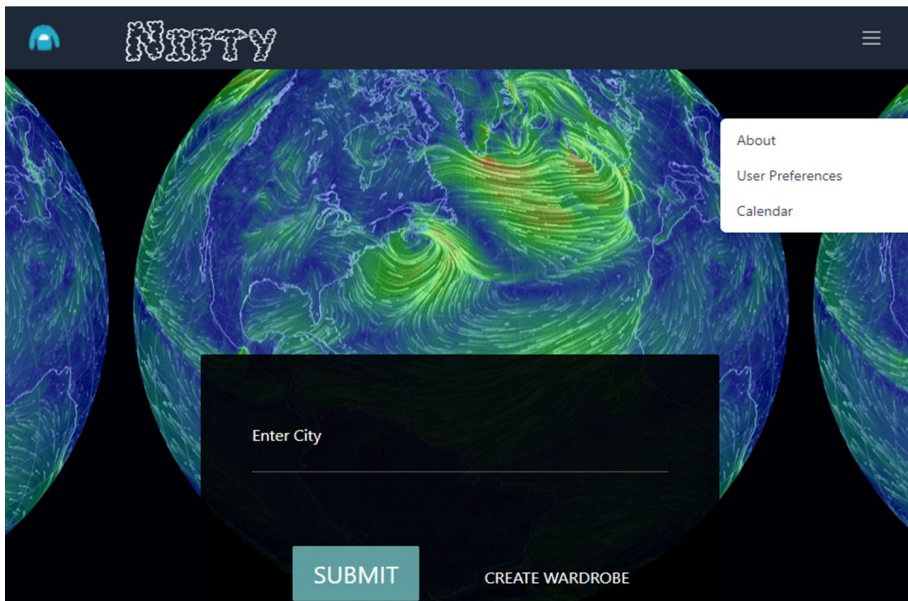 NIFTY
About
User Preferences
Calendar
Enter City
SUBMIT
CREATE WARDROBE